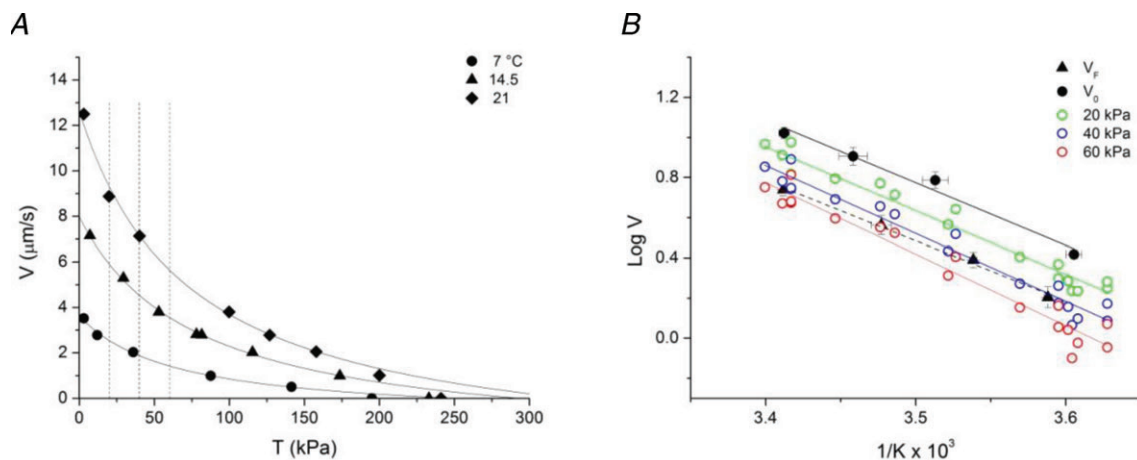 A
V (μm/s)
14
12
10
8
6
4
2
0
0 50 100 150 200 250 300
T (kPa)
7 °C
14.5
21
B
Log V
1.2
0.8
0.4
0.0
3.4 3.5 3.6
1/K x 10³
V_F
V_0
20 kPa
40 kPa
60 kPa